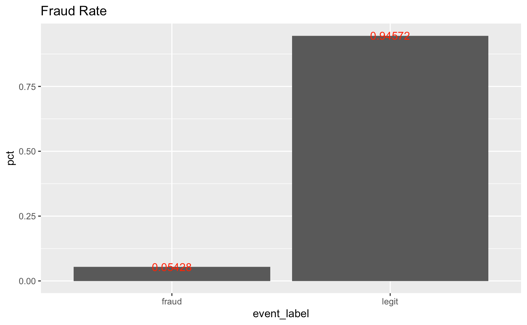 Fraud Rate
0.94572
0.75
0.50
0.25
0.05428
0.00
pct
fraud
legit
event_label